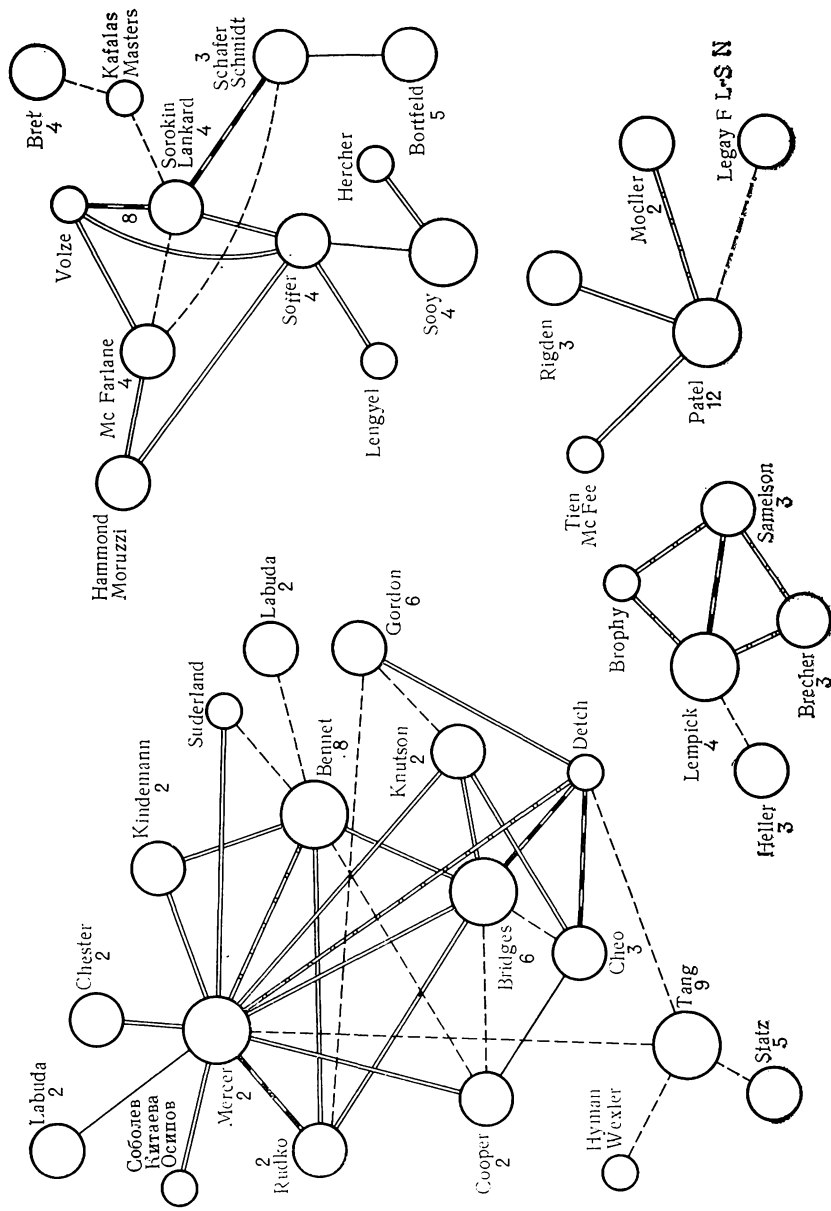 Labuda
2
Соболев
Китаева
Осипов
Chester
2
Kindemann
2
Suderland
Labuda
2
Mercer
2
Rudko
2
Bennet
8
Gordon
6
Cooper
2
Bridges
6
Knutson
2
Cheo
3
Detch
Hyman
Wexler
Tang
9
Statz
5
Hammond
Moruzzi
Mc Farlane
4
Volze
8
Bret
4
Kafalas
Masters
Sorokin
Lankard
4
3
Schafer
Schmidt
Soffer
4
Lengyel
Hercher
Bortfeld
5
Sooy
4
Brophy
Lempick
4
Samelson
3
Heller
3
Brecher
3
Tien
Mc Fee
Rigden
3
Mocller
2
Patel
12
Legay F L-S N